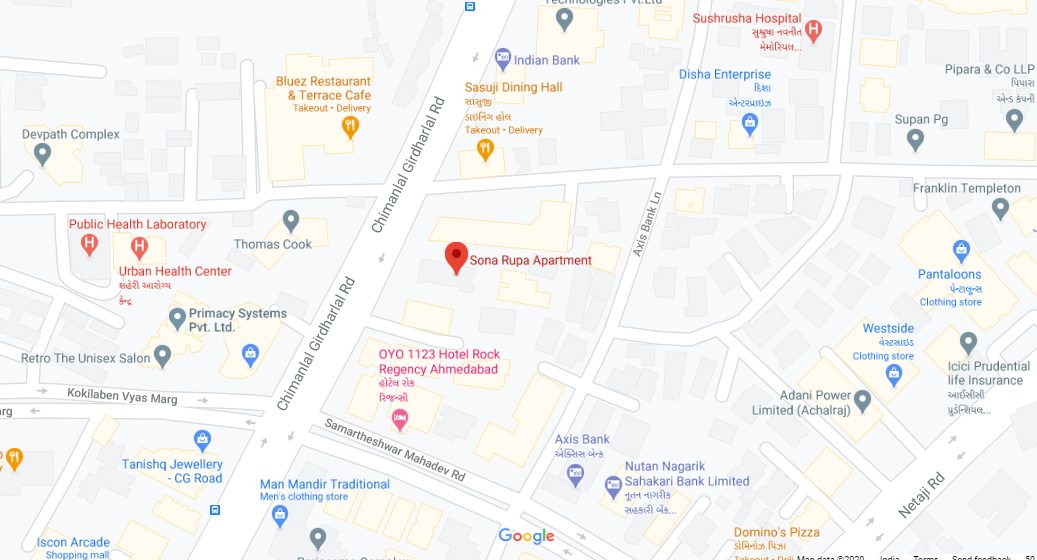 Technologies Pvt.Ltd
Sushrusha Hospital
સુશ્રુષા નવનીત
મેમોરિયલ...
Indian Bank
Bluez Restaurant
& Terrace Cafe
Takeout • Delivery
Sasuji Dining Hall
સાસુજી
ડાઇનિંગ હોલ
Takeout • Delivery
Disha Enterprise
દિશા
એન્ટરપ્રાઇઝ
Pipara & Co LLP
પિપારા
એન્ડ કંપની
Supan Pg
Devpath Complex
Chimanlal Girdharlal Rd
Axis Bank Ln
Franklin Templeton
Public Health Laboratory
Thomas Cook
Urban Health Center
શહેરી આરોગ્ય
કેન્દ્ર
Sona Rupa Apartment
Pantaloons
પેન્ટાલૂન્સ
Clothing store
Primacy Systems
Pvt. Ltd.
Chimanlal Girdharlal Rd
Westside
વેસ્ટસાઇડ
Clothing store
Retro The Unisex Salon
OYO 1123 Hotel Rock
Regency Ahmedabad
હોટેલ રોક
રિજન્સી
Icici Prudential
life Insurance
આઈસીસી
પ્રુડેન્શિયલ...
Kokilaben Vyas Marg
Marg
Adani Power
Limited (Achalraj)
Samartheshwar Mahadev Rd
Axis Bank
એક્સિસ બેન્ક
Tanishq Jewellery
- CG Road
Nutan Nagarik
Sahakari Bank Limited
નૂતન નાગરીક
સહકારી બેંક...
Man Mandir Traditional
Men's clothing store
Netaji Rd
Iscon Arcade
Shopping mall
Google
Domino's Pizza
ડોમિનોઝ પિઝા
Takeout • Deli
Map data ©2020
India
Terms
Send feedback
50